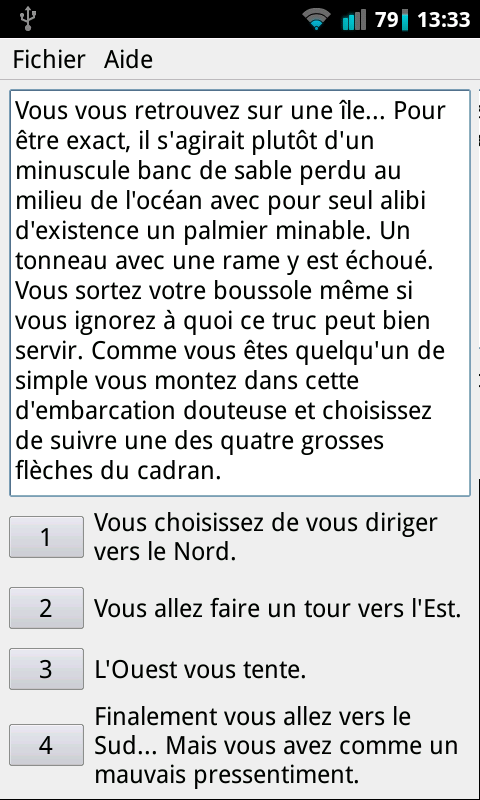 79 13:33
Fichier Aide
Vous vous retrouvez sur une île... Pour
être exact, il s'agirait plutôt d'un
minuscule banc de sable perdu au
milieu de l'océan avec pour seul alibi
d'existence un palmier minable. Un
tonneau avec une rame y est échoué.
Vous sortez votre boussole même si
vous ignorez à quoi ce truc peut bien
servir. Comme vous êtes quelqu'un de
simple vous montez dans cette
d'embarcation douteuse et choisissez
de suivre une des quatre grosses
flèches du cadran.
1 Vous choisissez de vous diriger
vers le Nord.
2 Vous allez faire un tour vers l'Est.
3 L'Ouest vous tente.
4 Finalement vous allez vers le
Sud... Mais vous avez comme un
mauvais pressentiment.